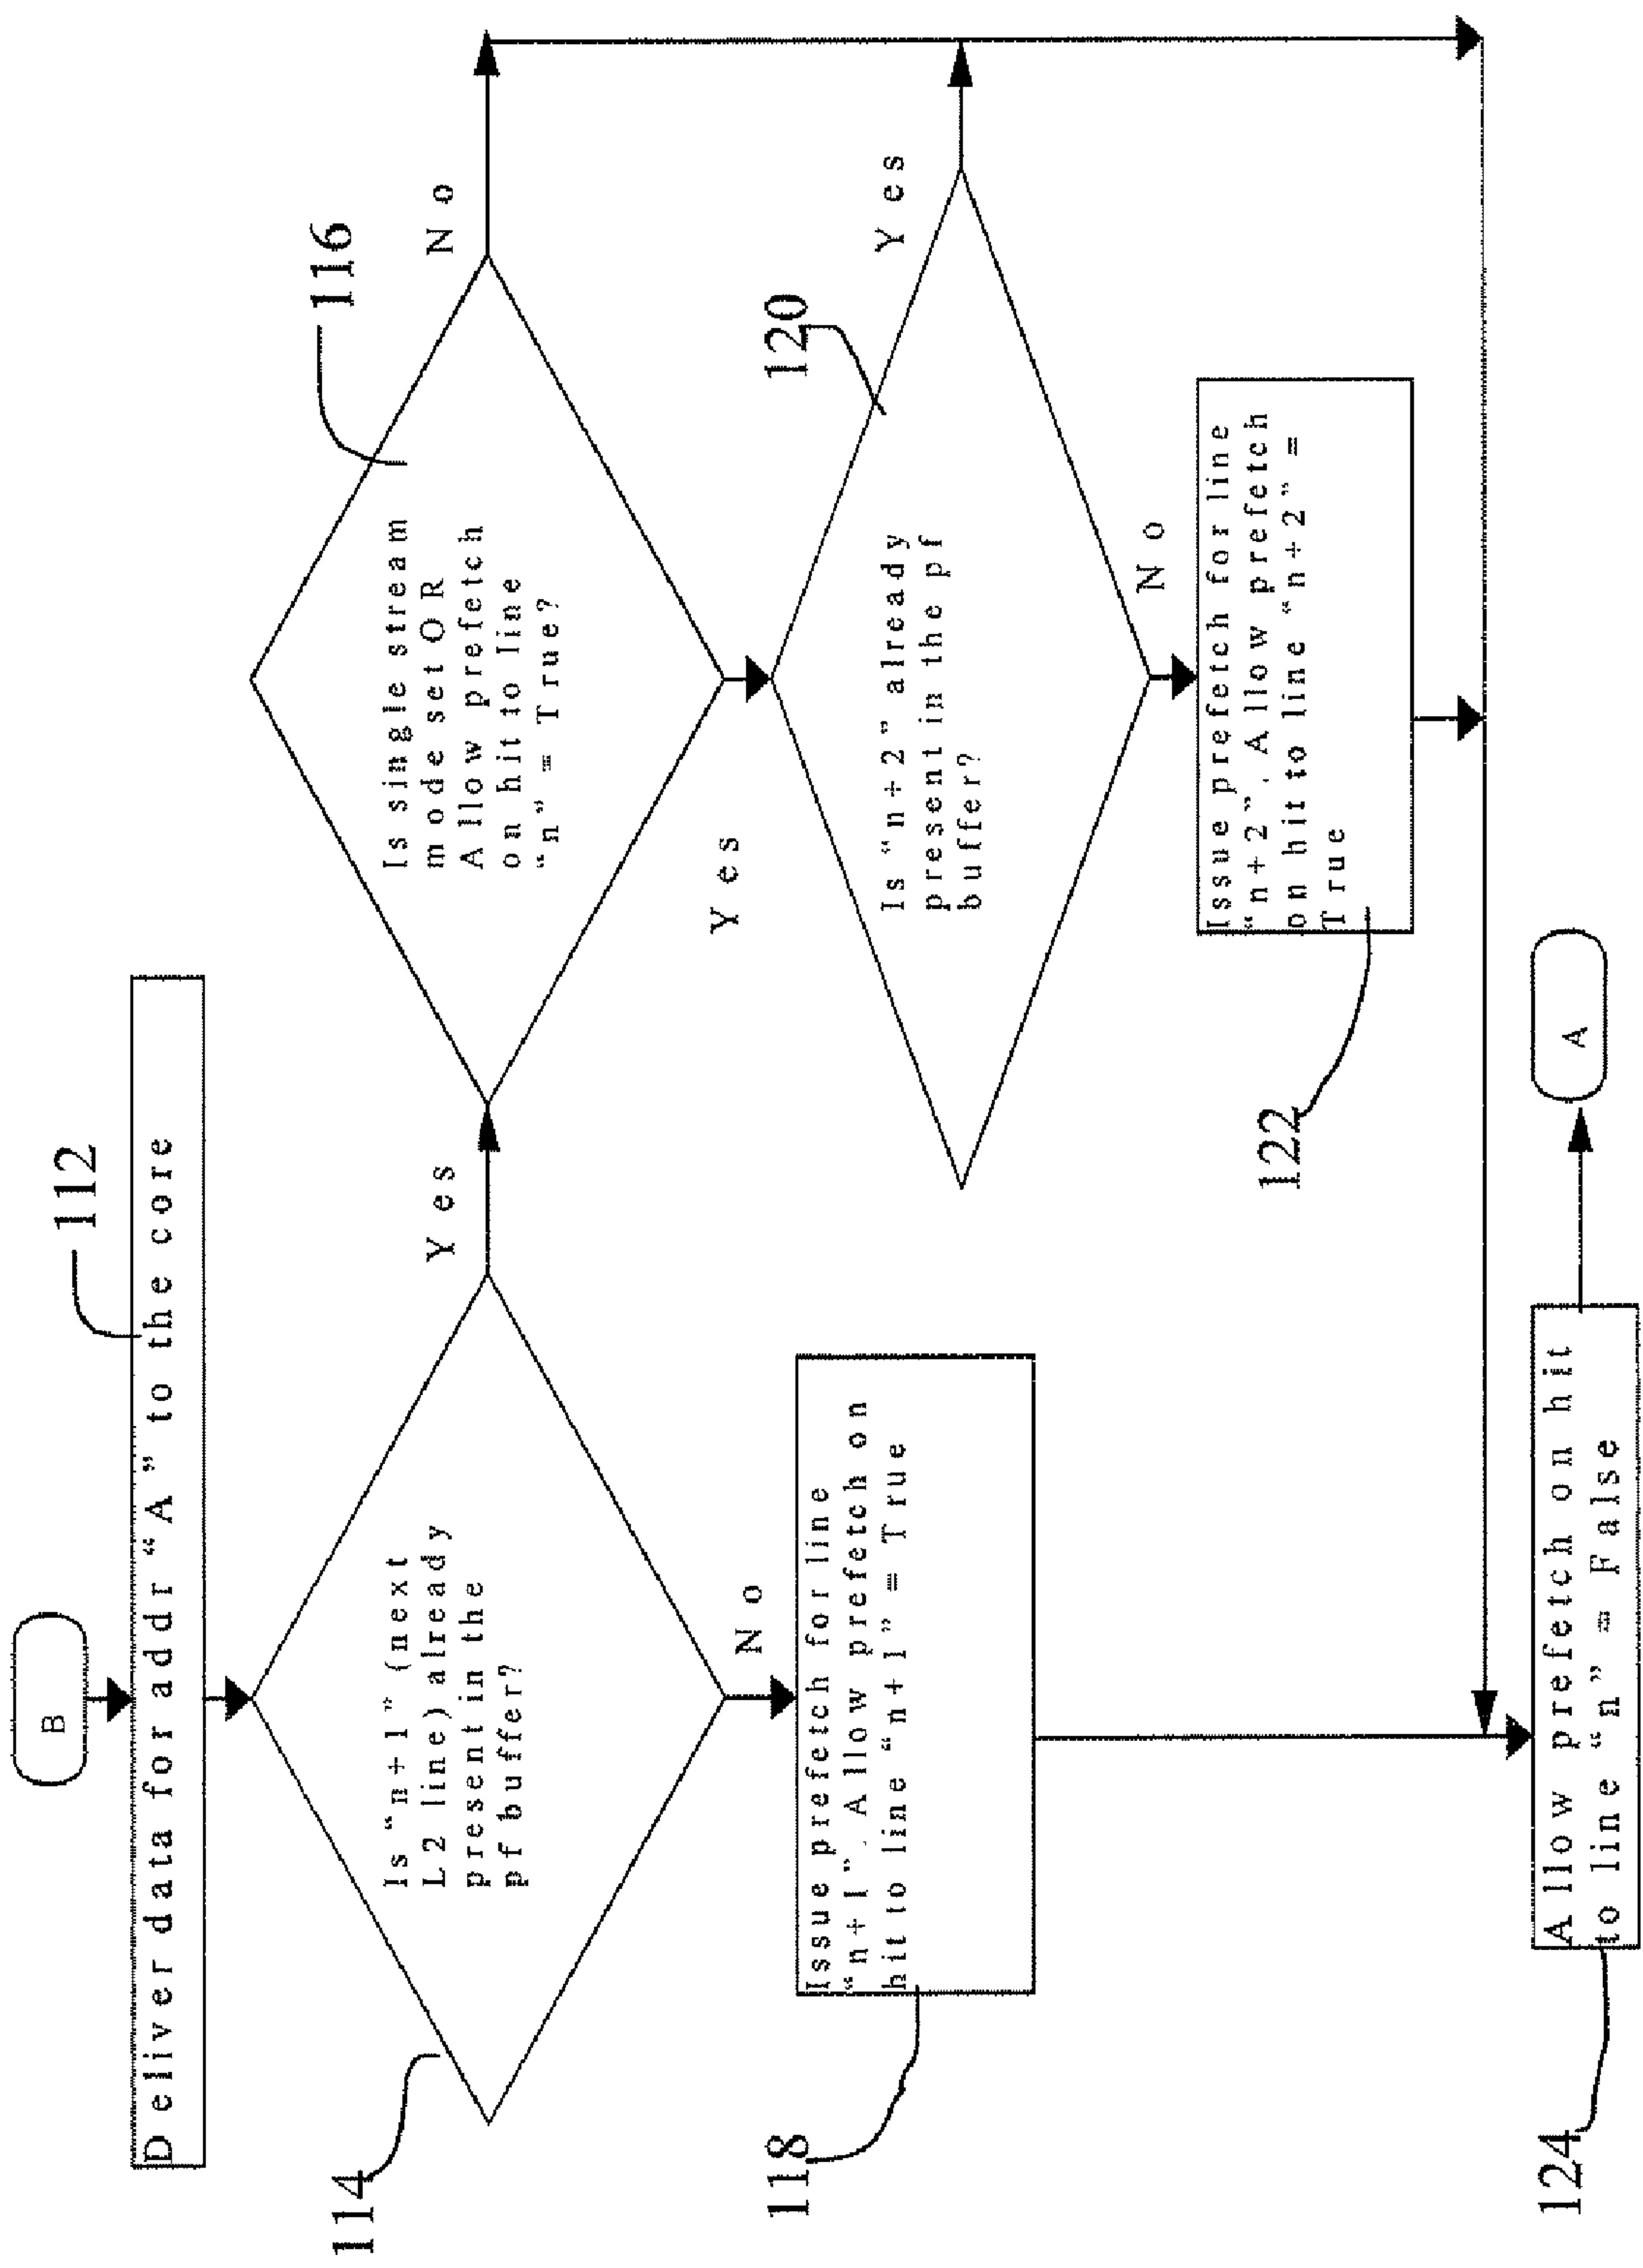 B
112
Deliver data for addr “A” to the core
114
Is “n+1” (next
L2 line) already
present in the
pf buffer?
Yes
No
116
Is single stream
mode set OR
Allow prefetch
on hit to line
“n” = True?
No
Yes
118
Issue prefetch for line
“n+1”. Allow prefetch on
hit to line “n+1” = True
120
Is “n+2” already
present in the pf
buffer?
Yes
No
122
Issue prefetch for line
“n+2”. Allow prefetch
on hit to line “n+2” =
True
124
Allow prefetch on hit
to line “n” = False
A